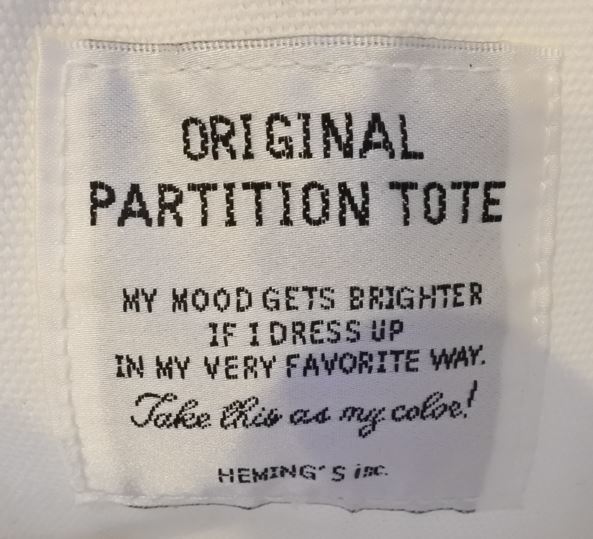 ORIGINAL
PARTITION TOTE
MY MOOD GETS BRIGHTER
IF I DRESS UP
IN MY VERY FAVORITE WAY.
Take this as my color!
HEMING'S inc.